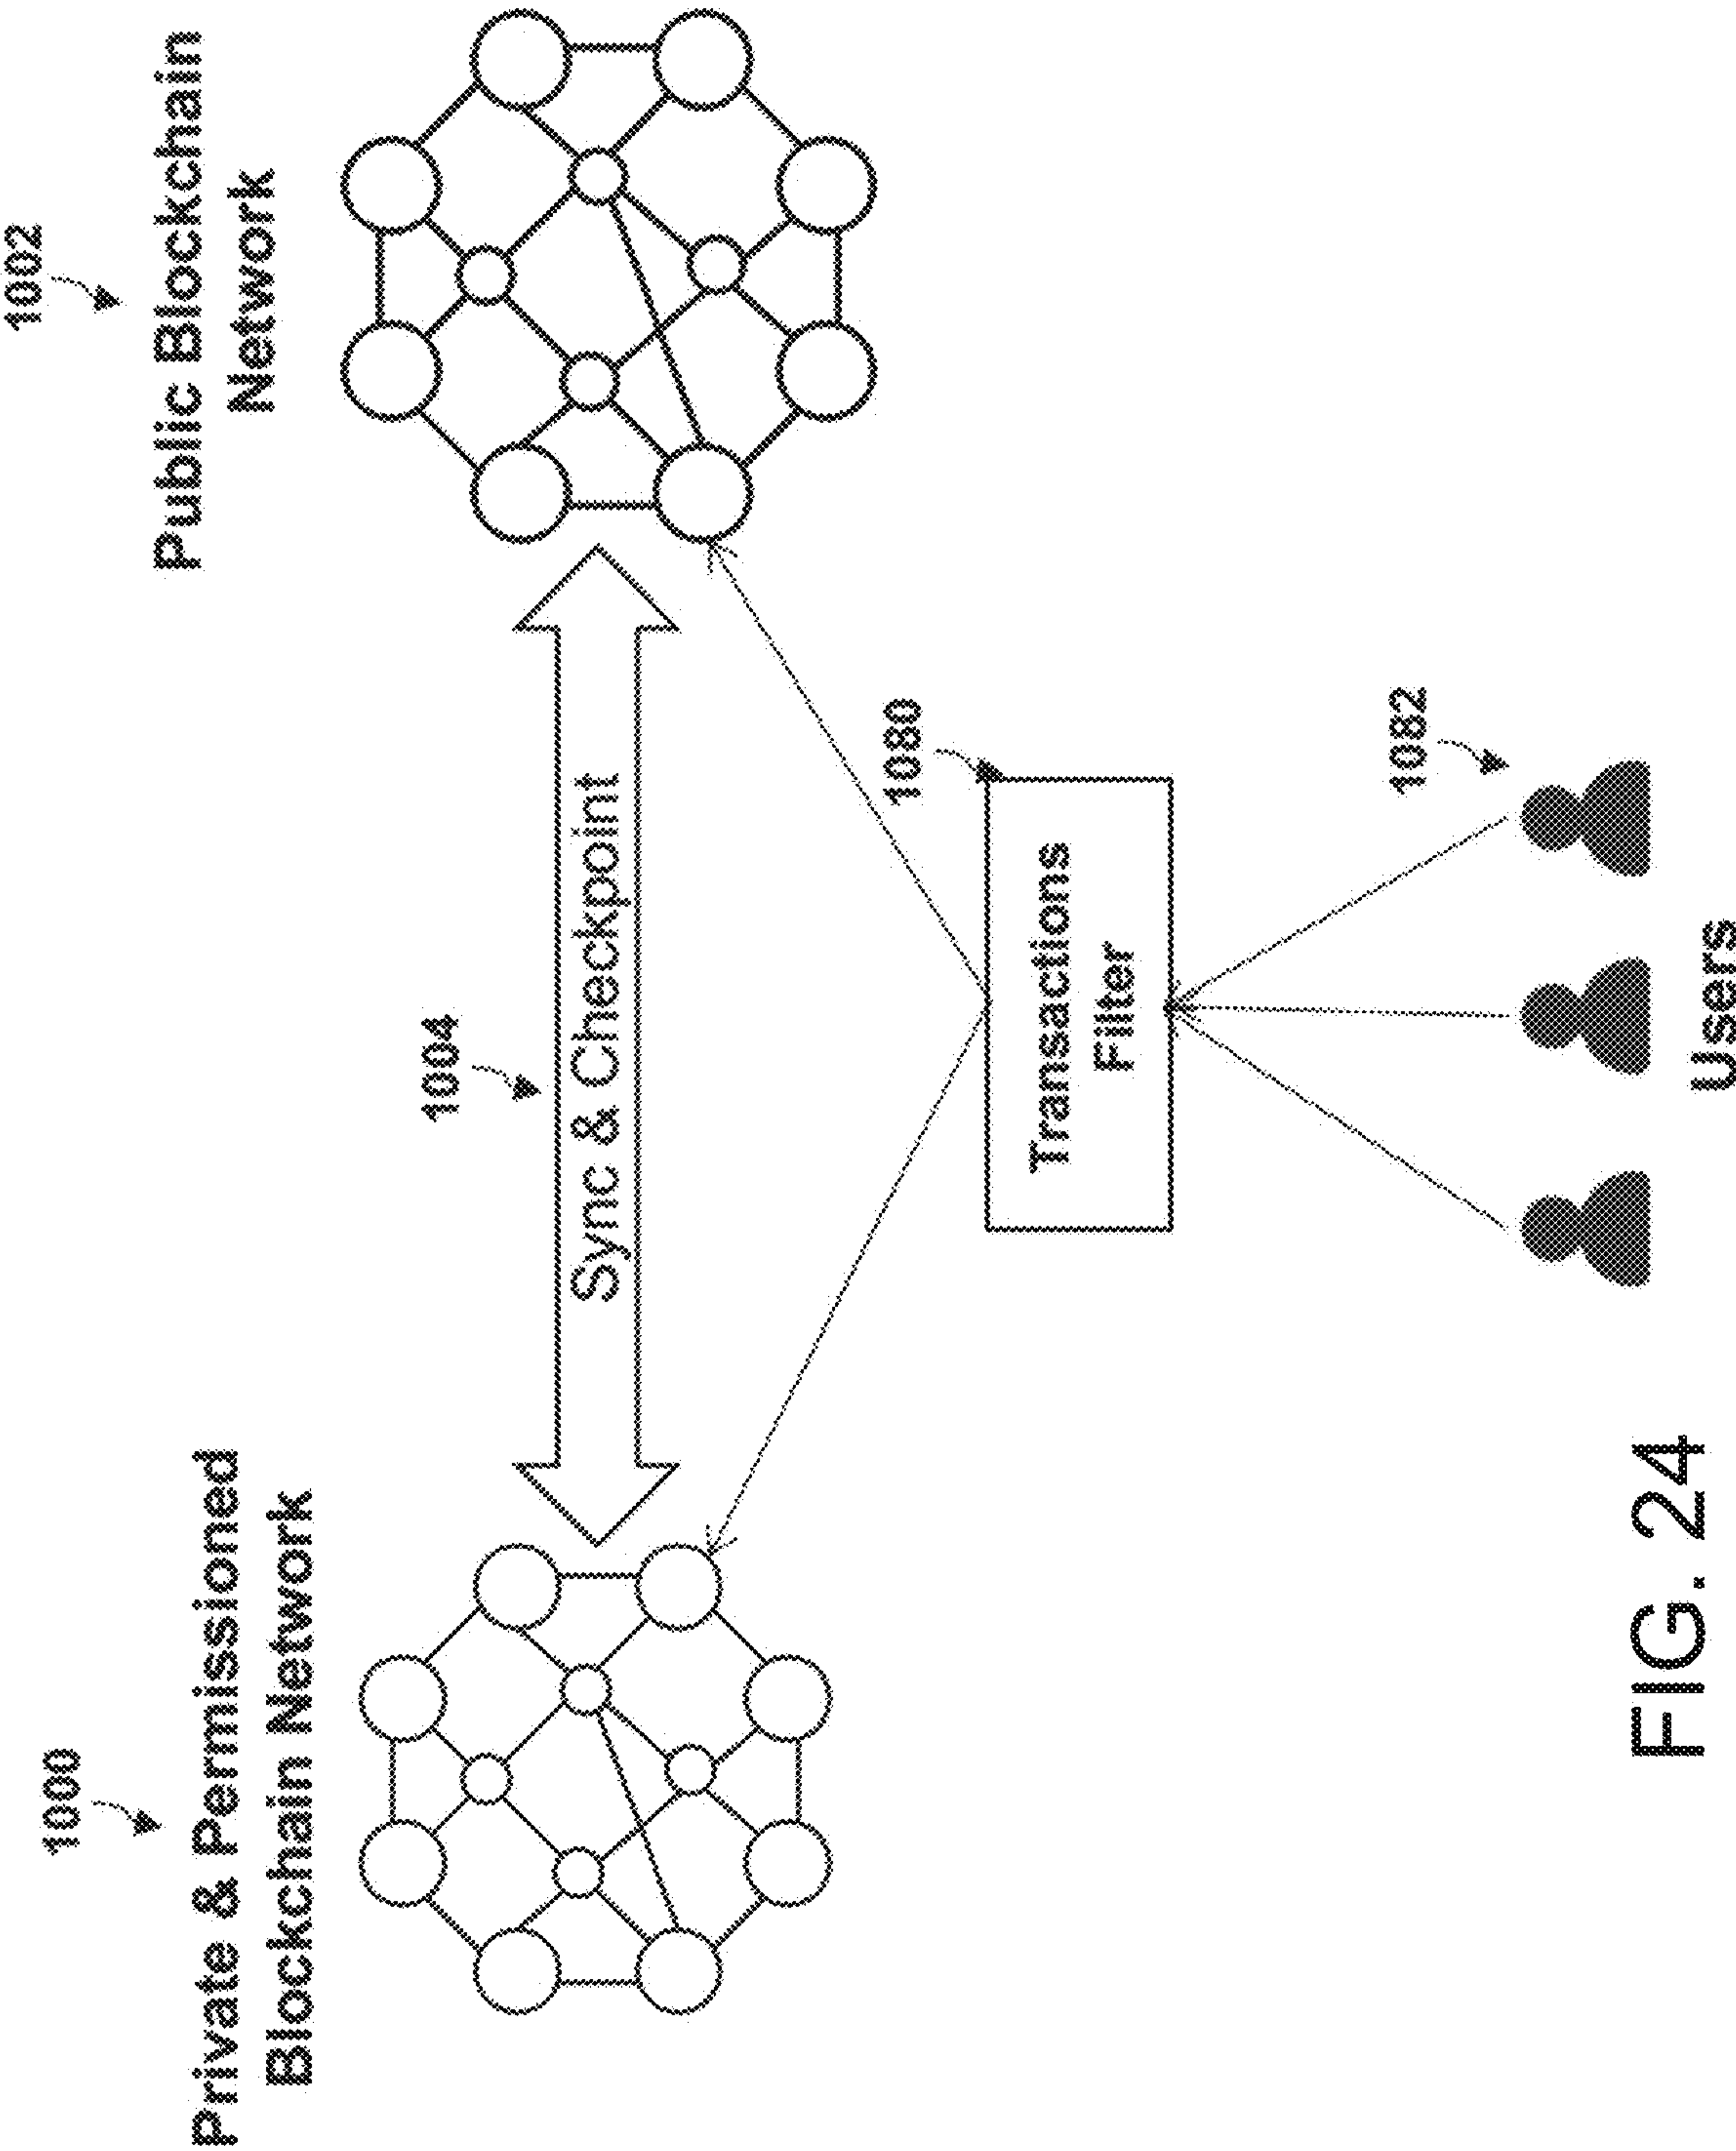 1000
Private & Permissioned
Blockchain Network
1002
Public Blockchain
Network
1004
Sync & Checkpoint
1080
Transactions
Filter
1082
Users
FIG. 24